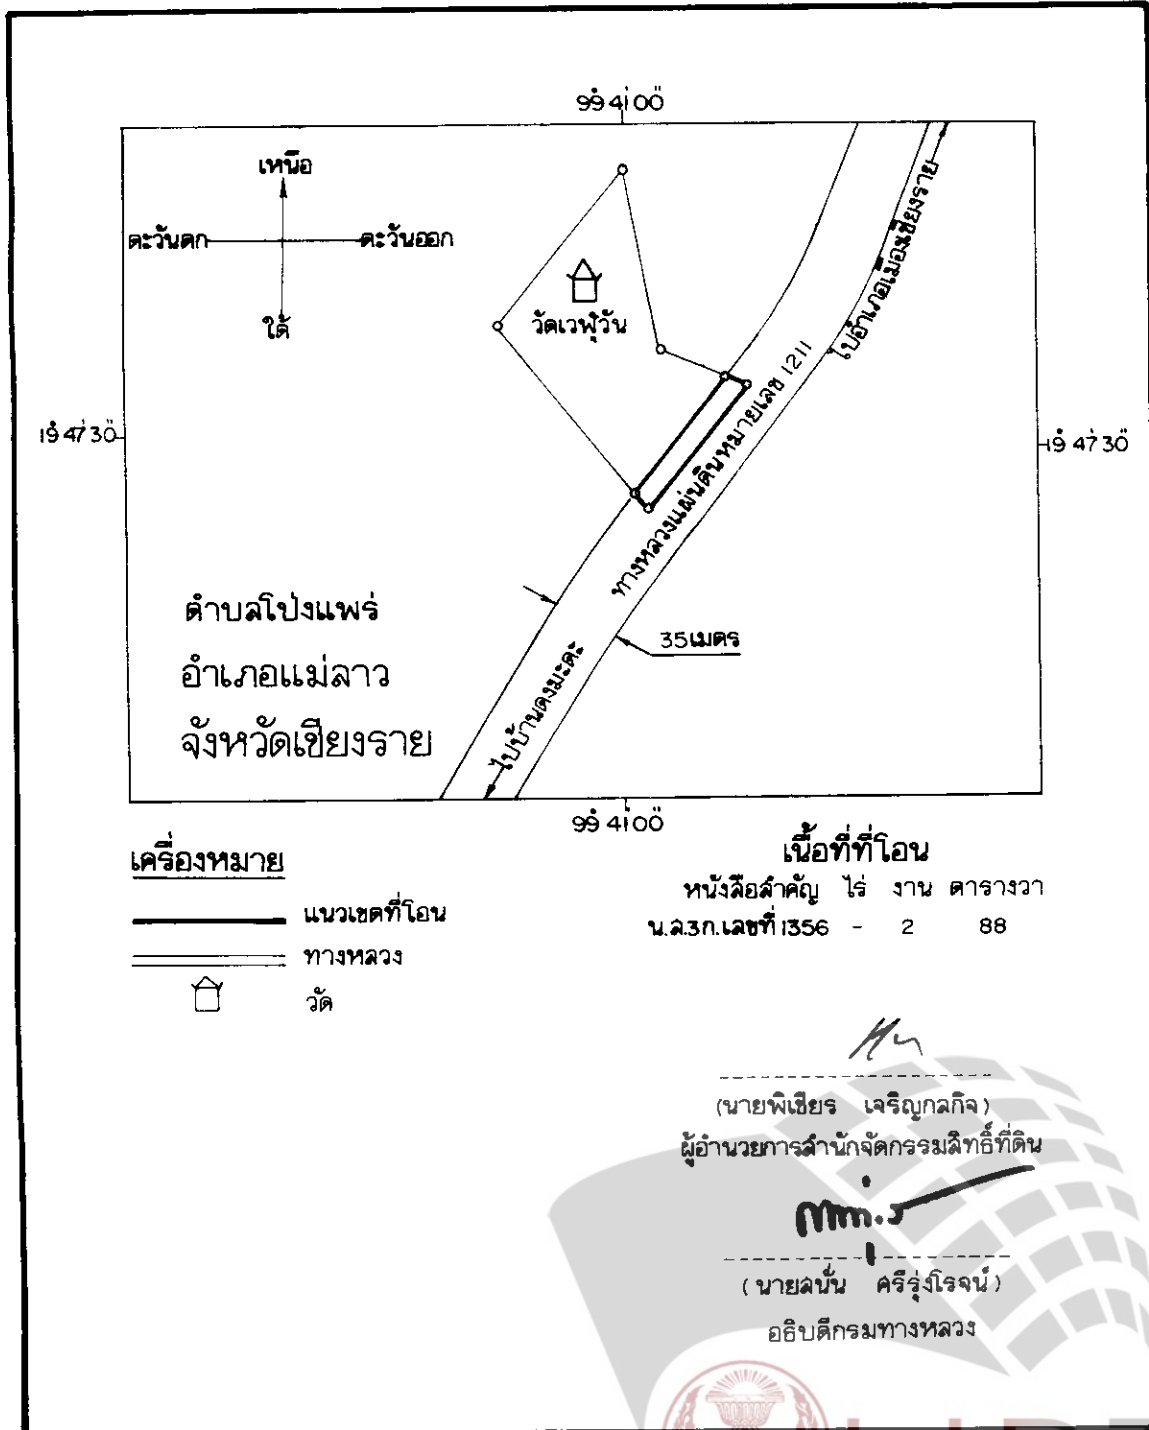 99° 41' 00"
เหนือ
ตะวันตก
ตะวันออก
ใต้
วัดเวฬุวัน
ไปอำเภอเมืองเชียงราย
ทางหลวงแผ่นดินหมายเลข 1211
19° 47' 30"
19° 47' 30"
35 เมตร
ไปบ้านดงมะดะ
ตำบลโป่งแพร่
อำเภอแม่ลาว
จังหวัดเชียงราย
99° 41' 00"
เครื่องหมาย
แนวเขตที่โอน
ทางหลวง
วัด
เนื้อที่ที่โอน
หนังสือสำคัญ ไร่ งาน ตารางวา
น.ส.3ก.เลขที่ 1356 - 2 88
(นายพิเชียร เจริญกลกิจ)
ผู้อำนวยการสำนักจัดกรรมสิทธิ์ที่ดิน
(นายสนั่น ศรีรุ่งโรจน์)
อธิบดีกรมทางหลวง